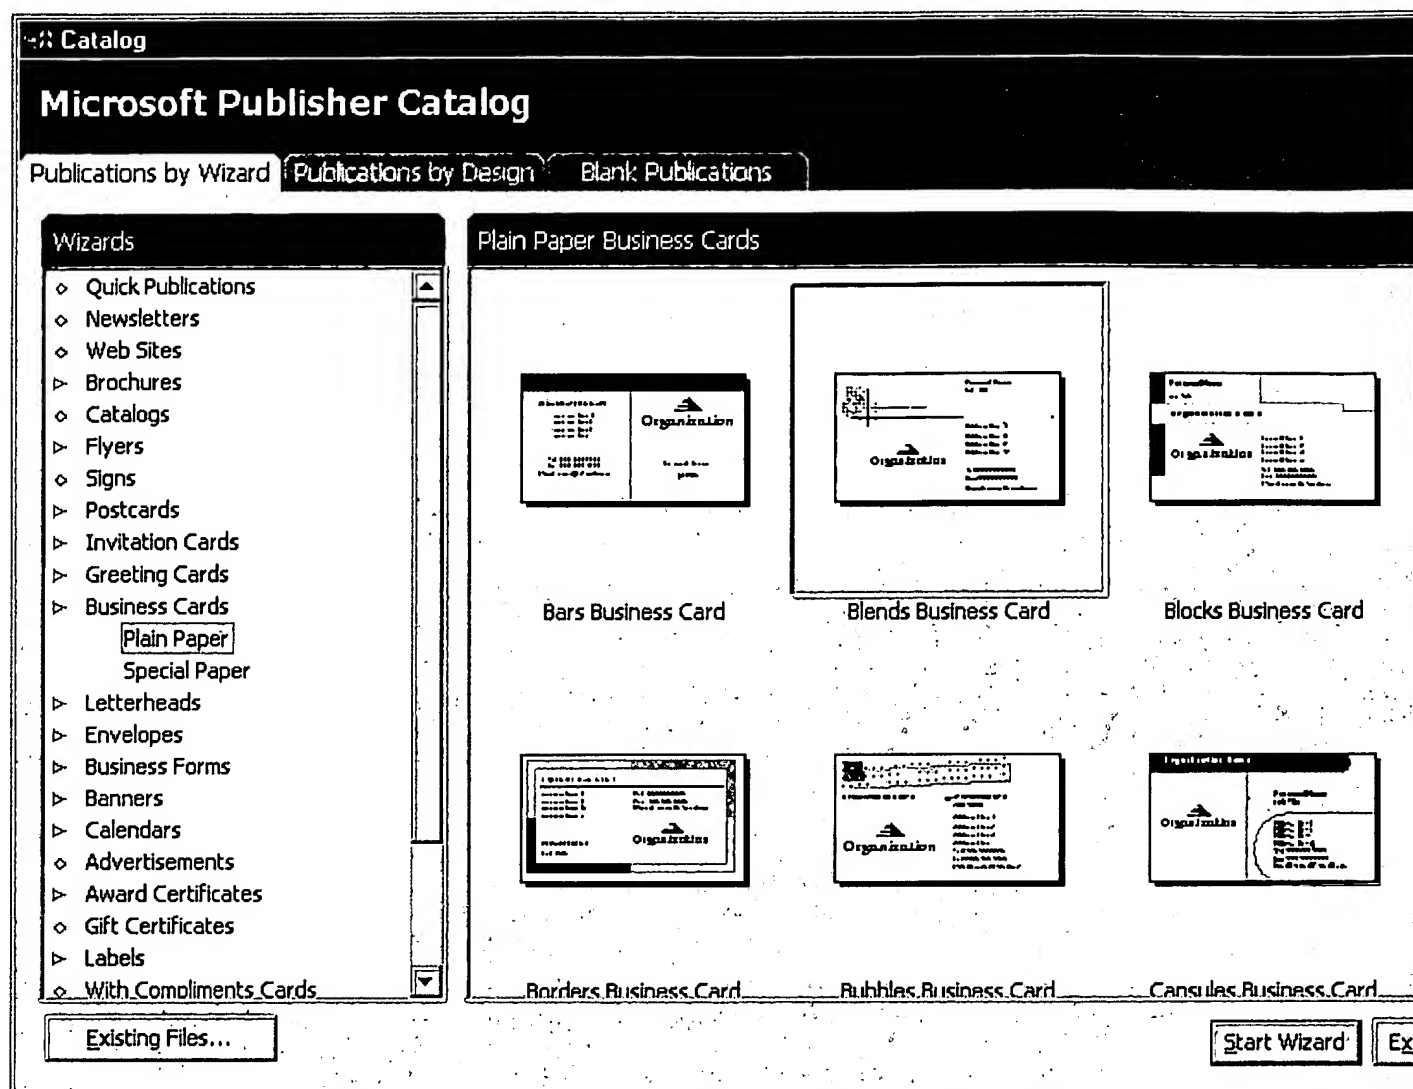 Catalog
Microsoft Publisher Catalog
Publications by Wizard
Publications by Design
Blank Publications
Wizards
Quick Publications
Newsletters
Web Sites
Brochures
Catalogs
Flyers
Signs
Postcards
Invitation Cards
Greeting Cards
Business Cards
Plain Paper
Special Paper
Letterheads
Envelopes
Business Forms
Banners
Calendars
Advertisements
Award Certificates
Gift Certificates
Labels
With Compliments Cards
Plain Paper Business Cards
Organization
Organization
Organization
Bars Business Card
Blends Business Card
Blocks Business Card
Organization
Organization
Organization
Borders Business Card
Bubbles Business Card
Capsules Business Card
Existing Files...
Start Wizard
Ex